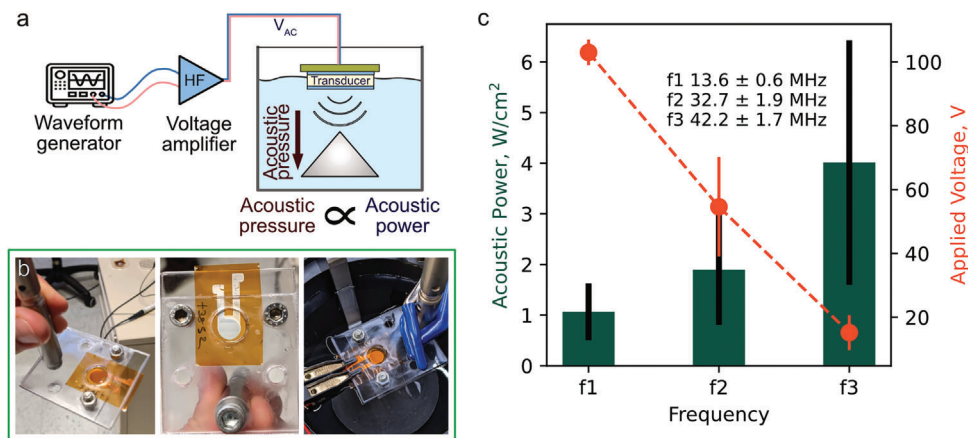 a
V_AC
HF
Waveform
generator
Voltage
amplifier
Transducer
Acoustic
pressure
Acoustic
pressure
∝
Acoustic
power
b
c
Acoustic Power, W/cm²
6
5
4
3
2
1
0
f1 13.6 ± 0.6 MHz
f2 32.7 ± 1.9 MHz
f3 42.2 ± 1.7 MHz
100
80
60
40
20
Applied Voltage, V
f1
f2
f3
Frequency